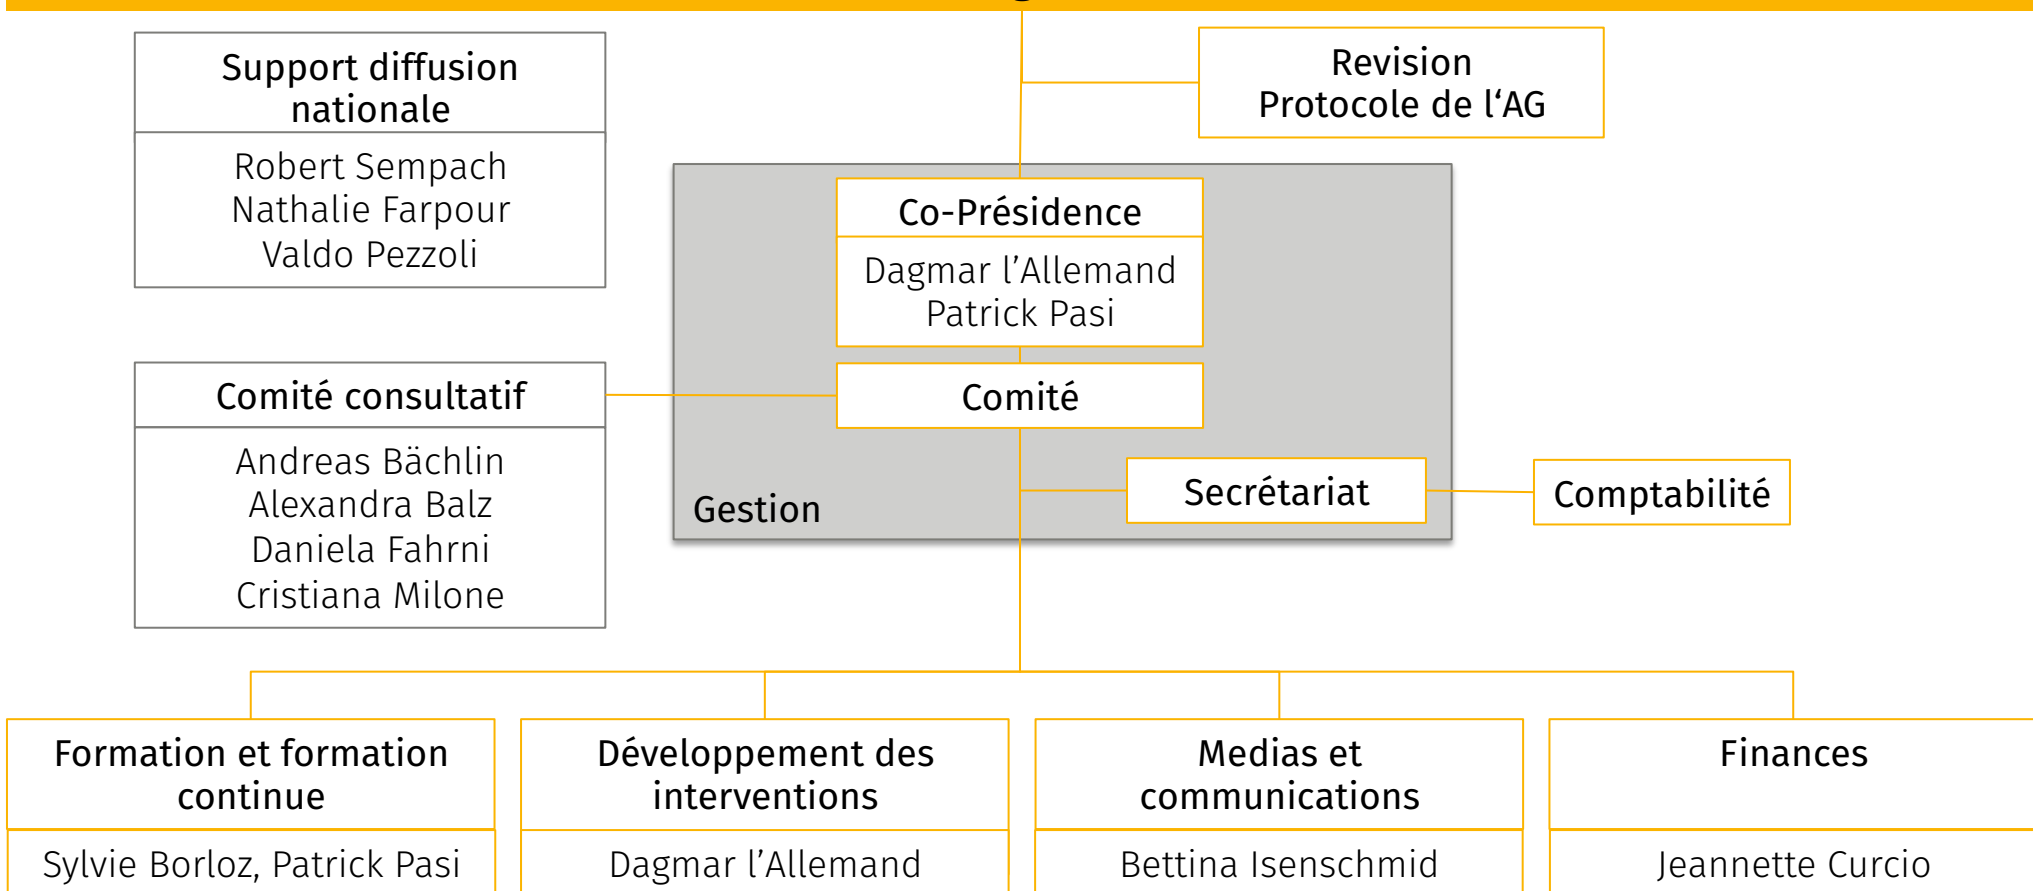 Support diffusion
nationale
Robert Sempach
Nathalie Farpour
Valdo Pezzoli
Revision
Protocole de l‘AG
Co-Présidence
Dagmar l’Allemand
Patrick Pasi
Comité consultatif
Andreas Bächlin
Alexandra Balz
Daniela Fahrni
Cristiana Milone
Comité
Gestion
Secrétariat
Comptabilité
Formation et formation
continue
Sylvie Borloz, Patrick Pasi
Développement des
interventions
Dagmar l’Allemand
Medias et
communications
Bettina Isenschmid
Finances
Jeannette Curcio